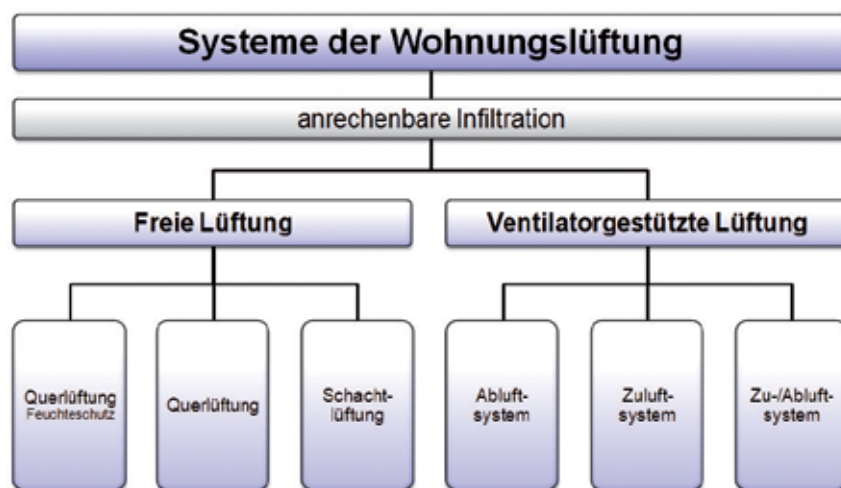 Systeme der Wohnungslüftung
anrechenbare Infiltration
Freie Lüftung
Ventilatorgestützte Lüftung
Querlüftung
Feuchteschutz
Querlüftung
Schacht-
lüftung
Abluft-
system
Zuluft-
system
Zu-/Abluft-
system